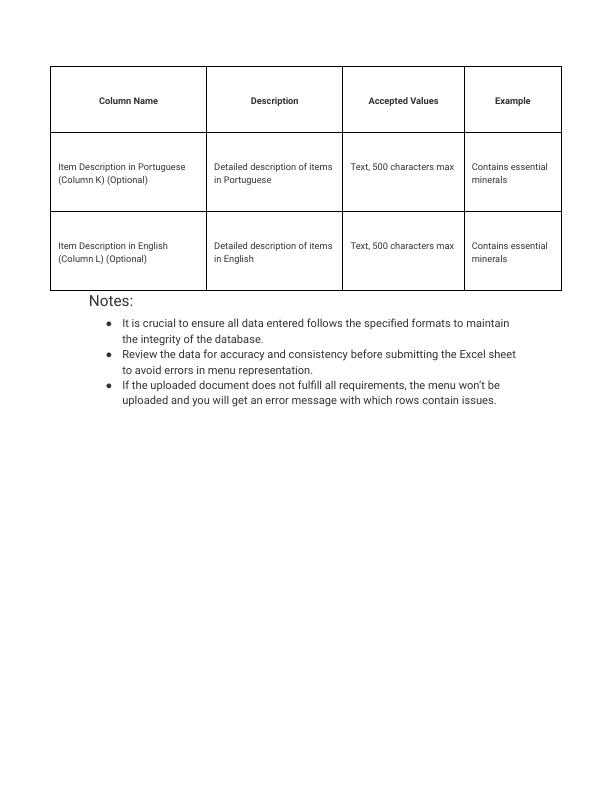 Column Name
Description
Accepted Values
Example
Item Description in Portuguese
(Column K) (Optional)
Detailed description of items
in Portuguese
Text, 500 characters max
Contains essential
minerals
Item Description in English
(Column L) (Optional)
Detailed description of items
in English
Text, 500 characters max
Contains essential
minerals
Notes:
● It is crucial to ensure all data entered follows the specified formats to maintain
the integrity of the database.
● Review the data for accuracy and consistency before submitting the Excel sheet
to avoid errors in menu representation.
● If the uploaded document does not fulfill all requirements, the menu won’t be
uploaded and you will get an error message with which rows contain issues.